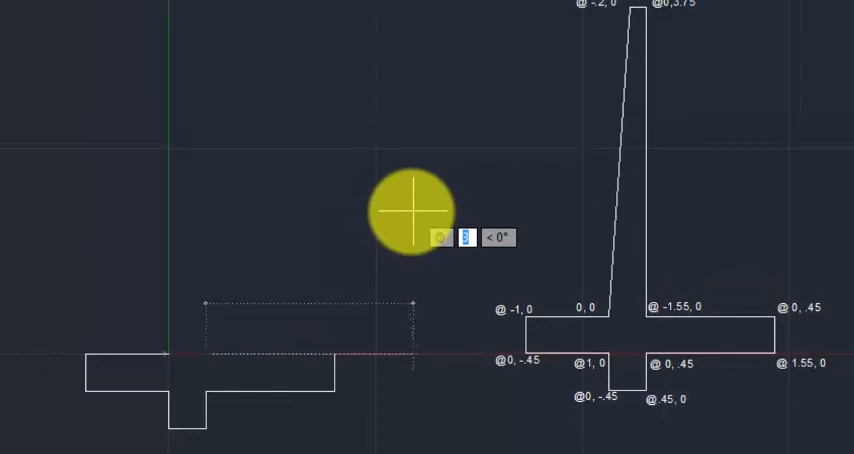 @ -.2, 0 @0,3.75
@ 3 < 0°
@ -1, 0 0, 0 @ -1.55, 0 @ 0, .45
@0, -.45 @1, 0 @ 0, .45 @ 1.55, 0
@0, -.45 @.45, 0